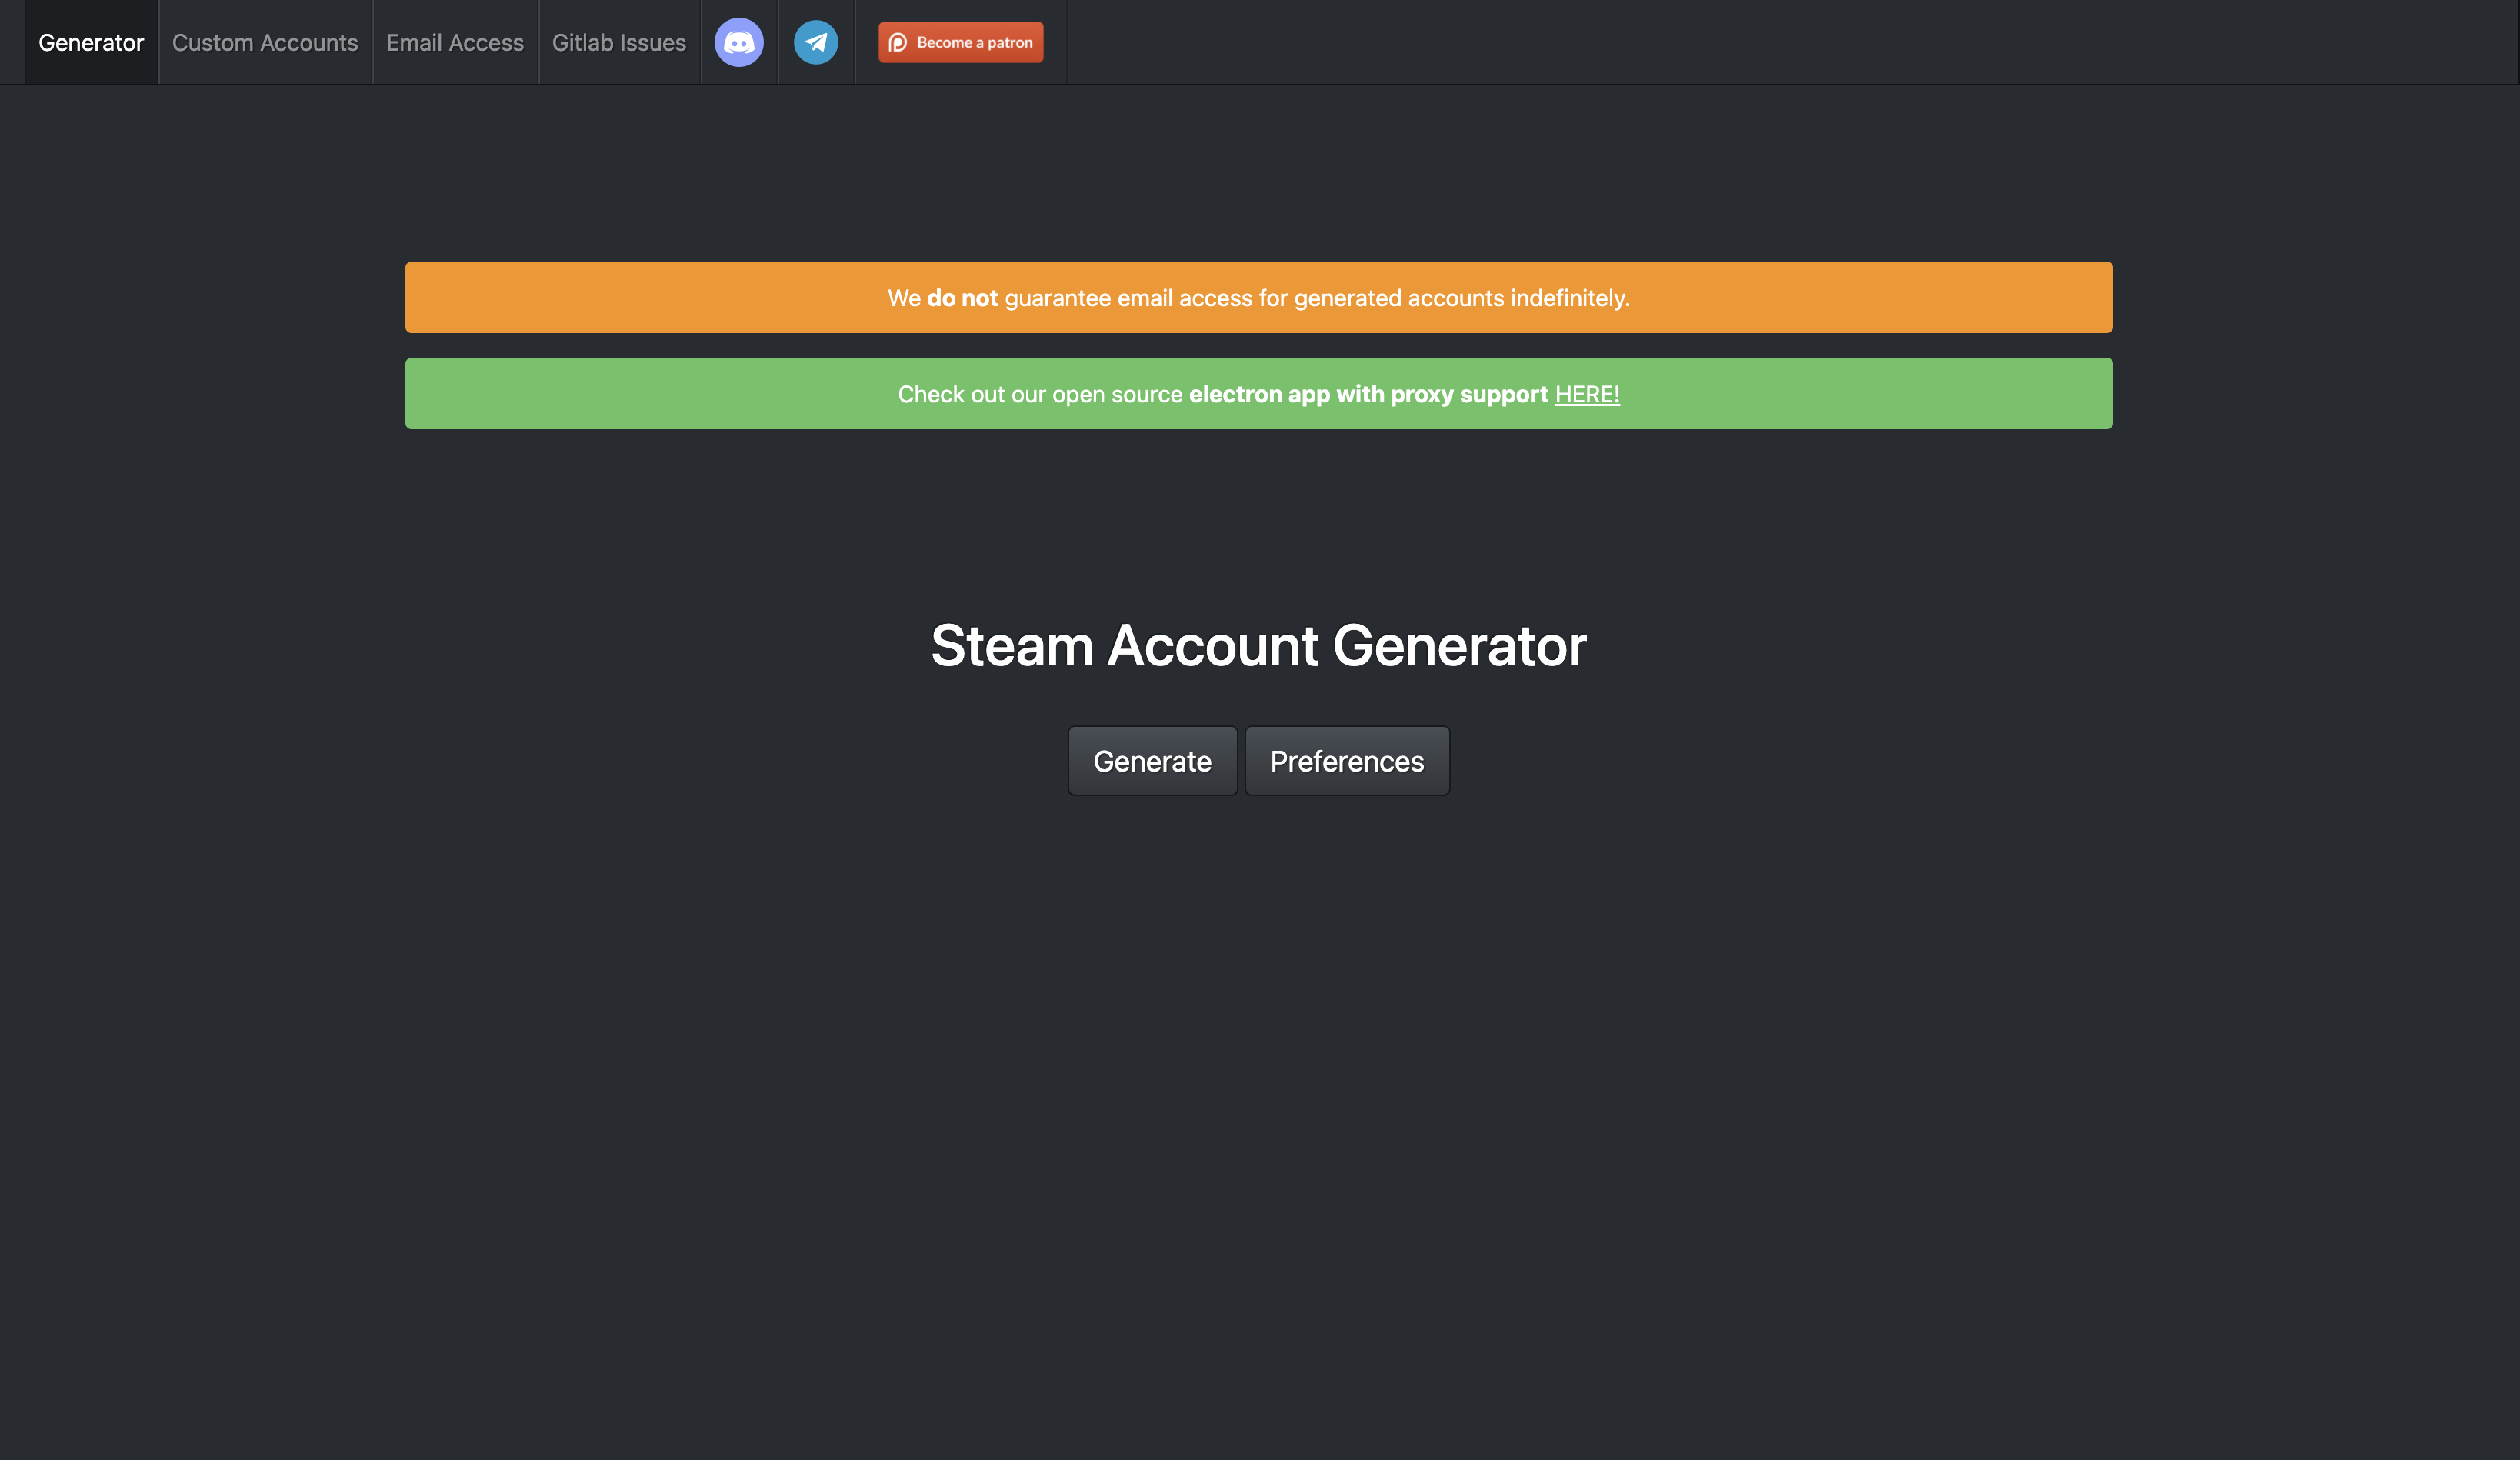 Generator Custom Accounts Email Access Gitlab Issues Become a patron
We do not guarantee email access for generated accounts indefinitely.
Check out our open source electron app with proxy support HERE!
Steam Account Generator
Generate Preferences